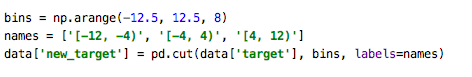 bins = np.arange(-12.5, 12.5, 8)
names = ['[-12, -4)', '[-4, 4)', '[4, 12)']
data['new_target'] = pd.cut(data['target'], bins, labels=names)